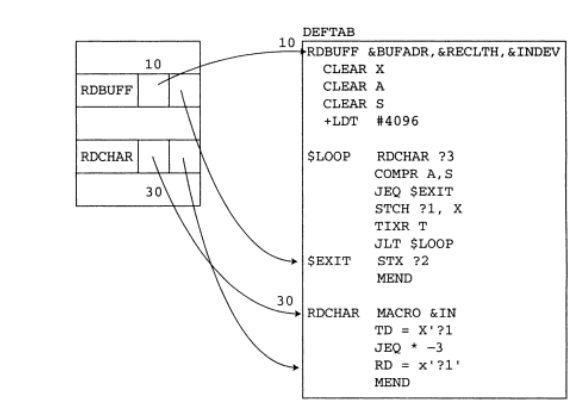 DEFTAB
10
RDBUFF &BUFADR,&RECLTH,&INDEV
10
CLEAR X
RDBUFF
CLEAR A
CLEAR S
+LDT #4096
RDCHAR
$LOOP RDCHAR ?3
COMPR A,S
30
JEQ $EXIT
STCH ?1, X
TIXR T
JLT $LOOP
$EXIT STX ?2
MEND
30
RDCHAR MACRO &IN
TD = X'?1
JEQ * –3
RD = x'?1'
MEND